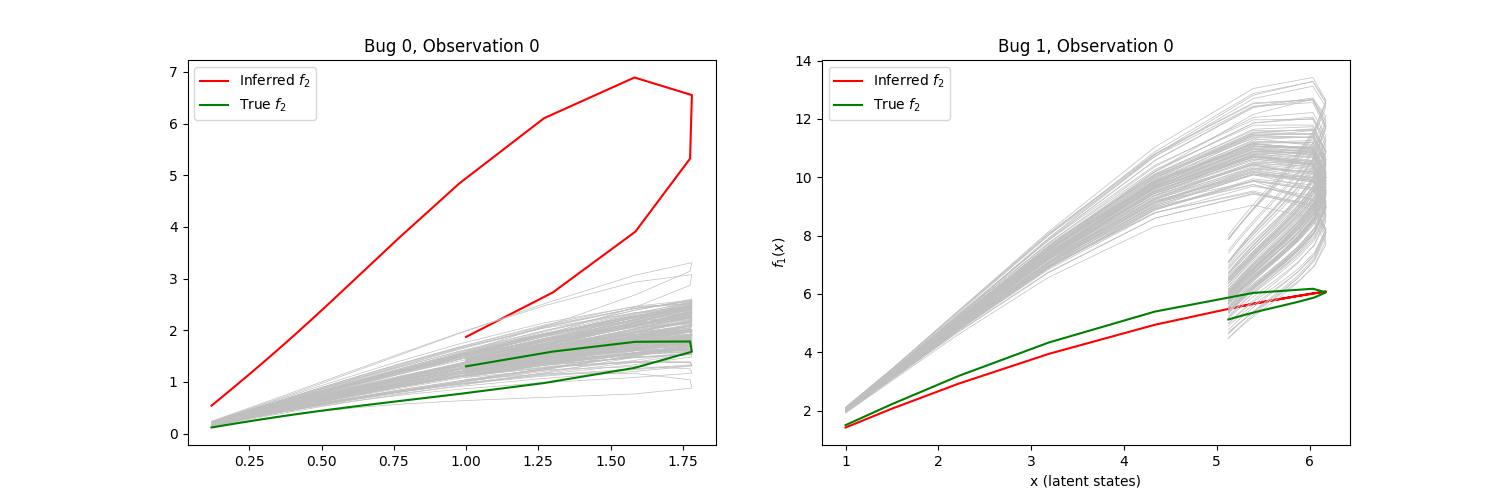 Bug 0, Observation 0
Inferred f₂
True f₂
7
6
5
4
3
2
1
0
0.25 0.50 0.75 1.00 1.25 1.50 1.75
Bug 1, Observation 0
Inferred f₂
True f₂
14
12
10
8
6
4
2
f₁(x)
1 2 3 4 5 6
x (latent states)